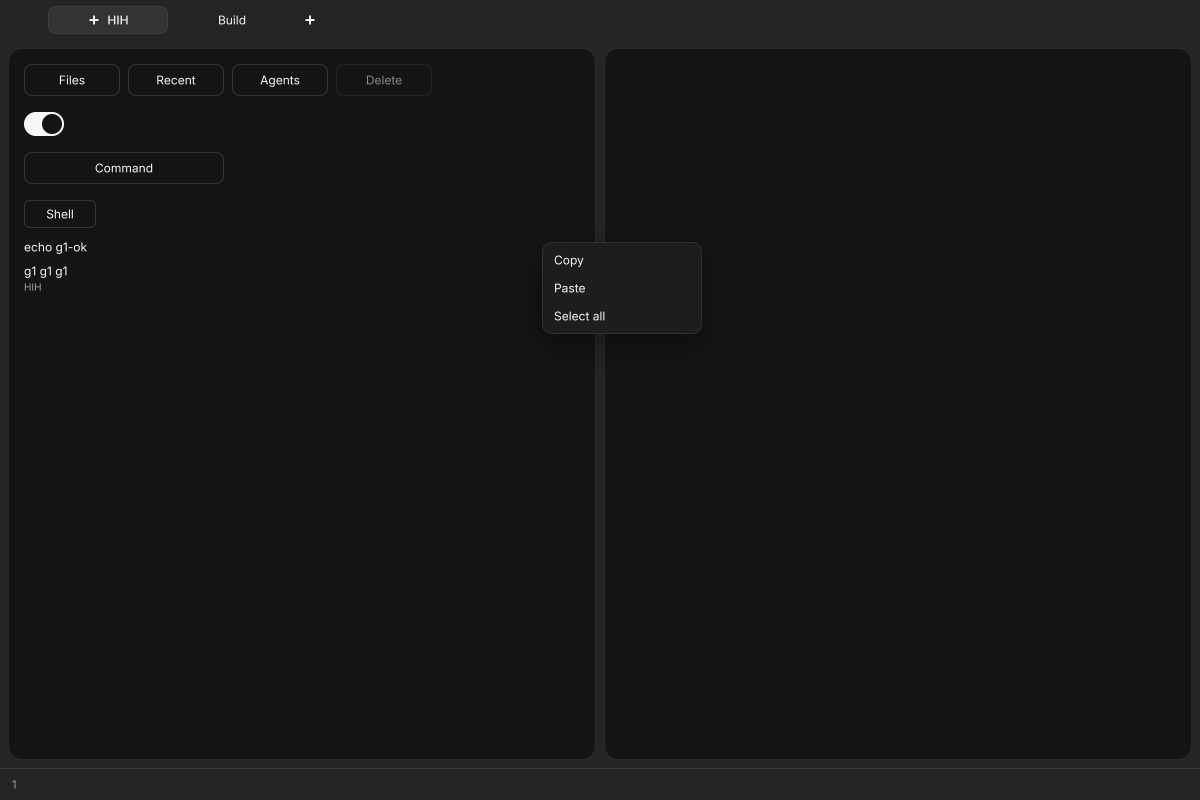 HIH
Build
Files
Recent
Agents
Delete
Command
Shell
echo g1-ok
g1 g1 g1
HIH
Copy
Paste
Select all
1